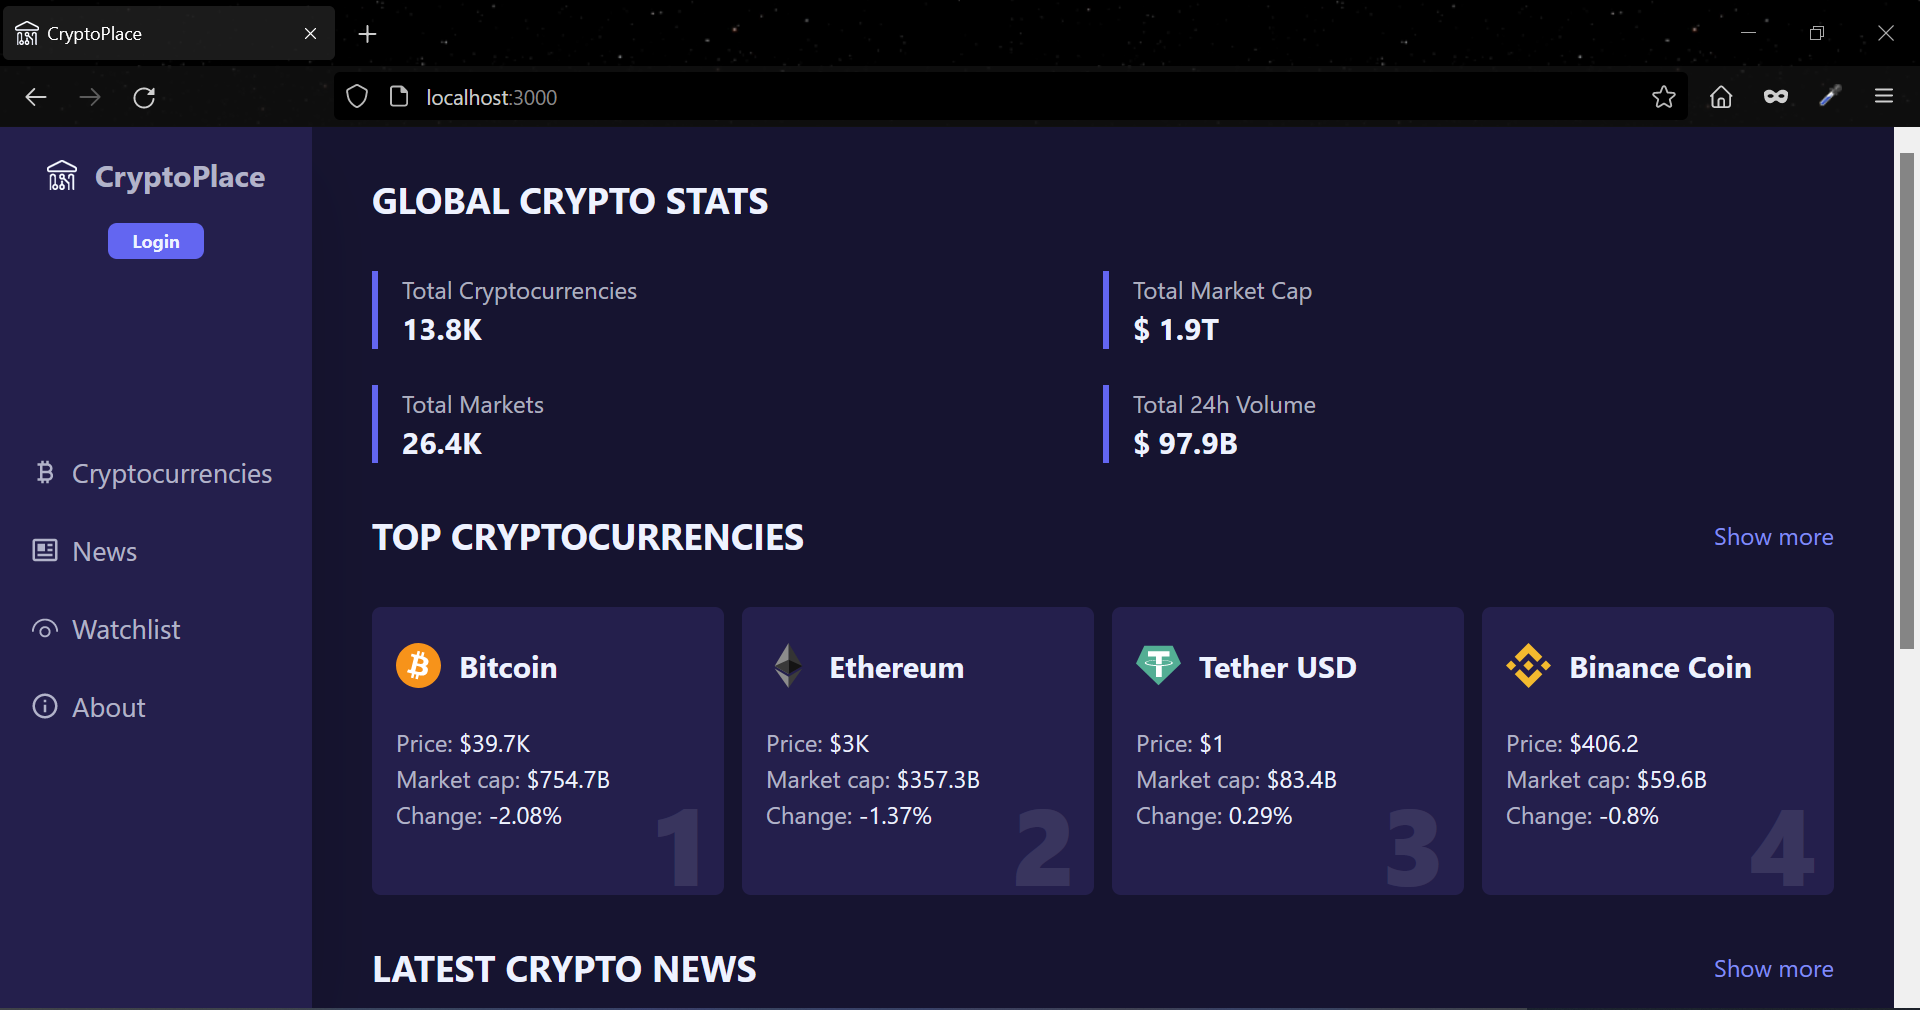 CryptoPlace
localhost:3000
CryptoPlace
Login
Cryptocurrencies
News
Watchlist
About
GLOBAL CRYPTO STATS
Total Cryptocurrencies
13.8K
Total Market Cap
$ 1.9T
Total Markets
26.4K
Total 24h Volume
$ 97.9B
TOP CRYPTOCURRENCIES
Show more
Bitcoin
Price: $39.7K
Market cap: $754.7B
Change: -2.08%
1
Ethereum
Price: $3K
Market cap: $357.3B
Change: -1.37%
2
Tether USD
Price: $1
Market cap: $83.4B
Change: 0.29%
3
Binance Coin
Price: $406.2
Market cap: $59.6B
Change: -0.8%
4
LATEST CRYPTO NEWS
Show more